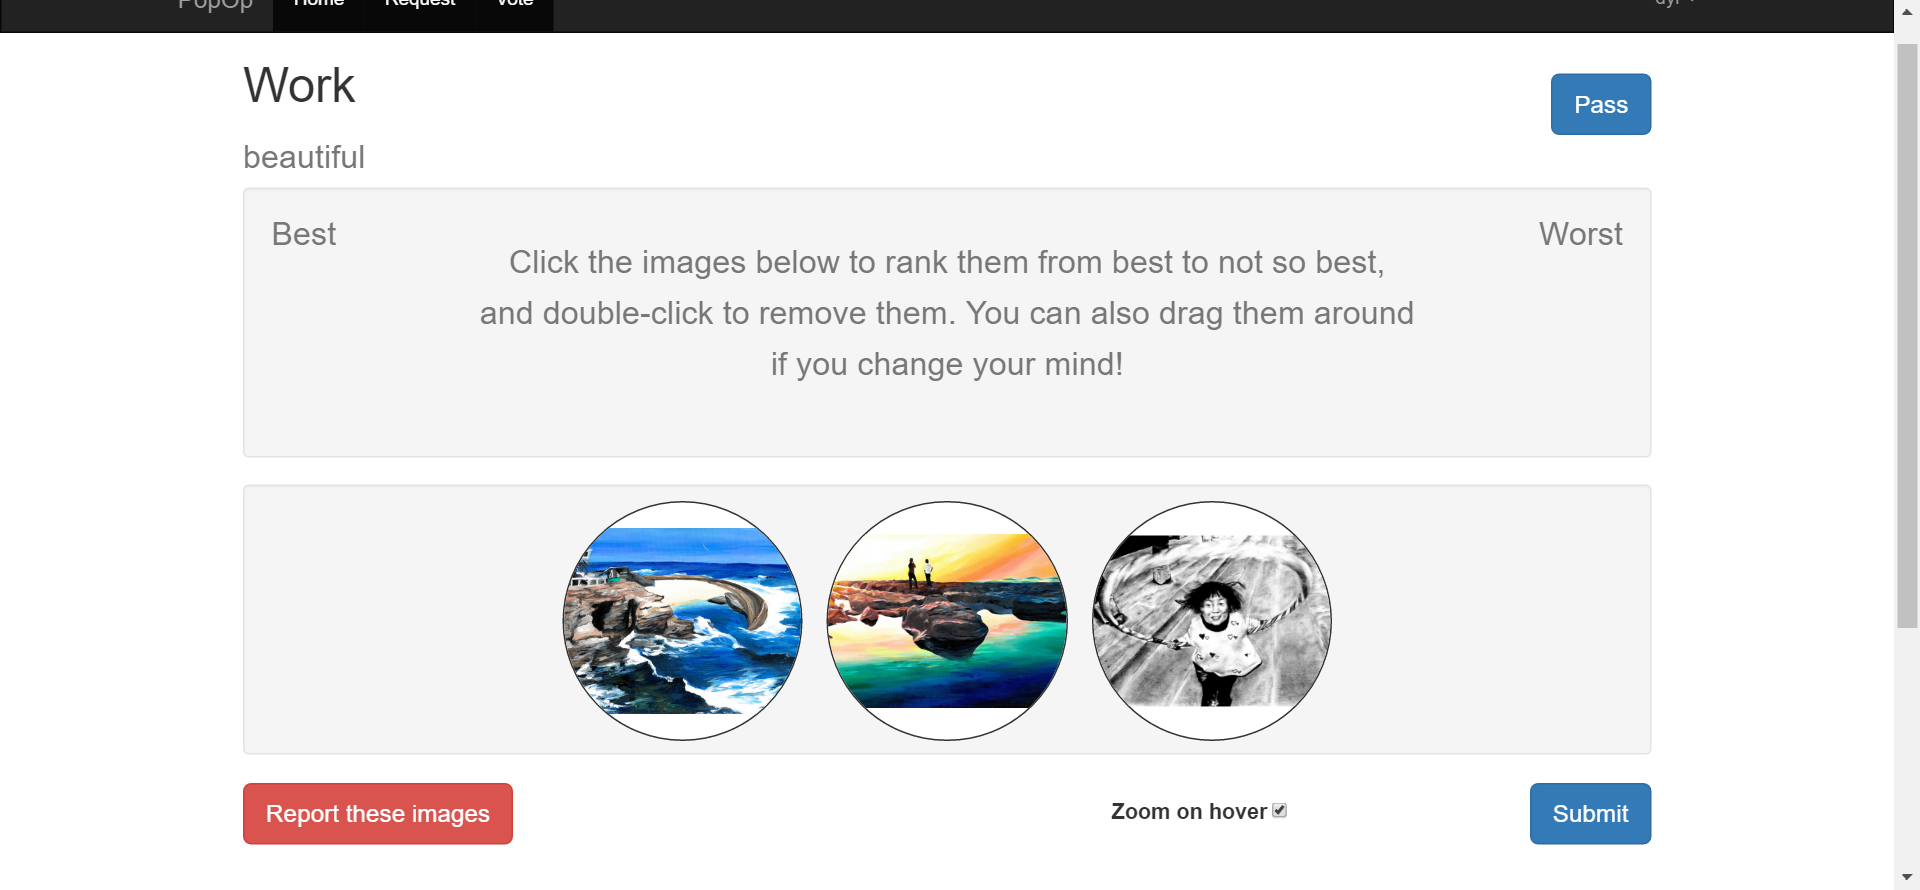 PopOp Home Request Vote
Work
Pass
beautiful
Best
Worst
Click the images below to rank them from best to not so best,
and double-click to remove them. You can also drag them around
if you change your mind!
Report these images
Zoom on hover
Submit